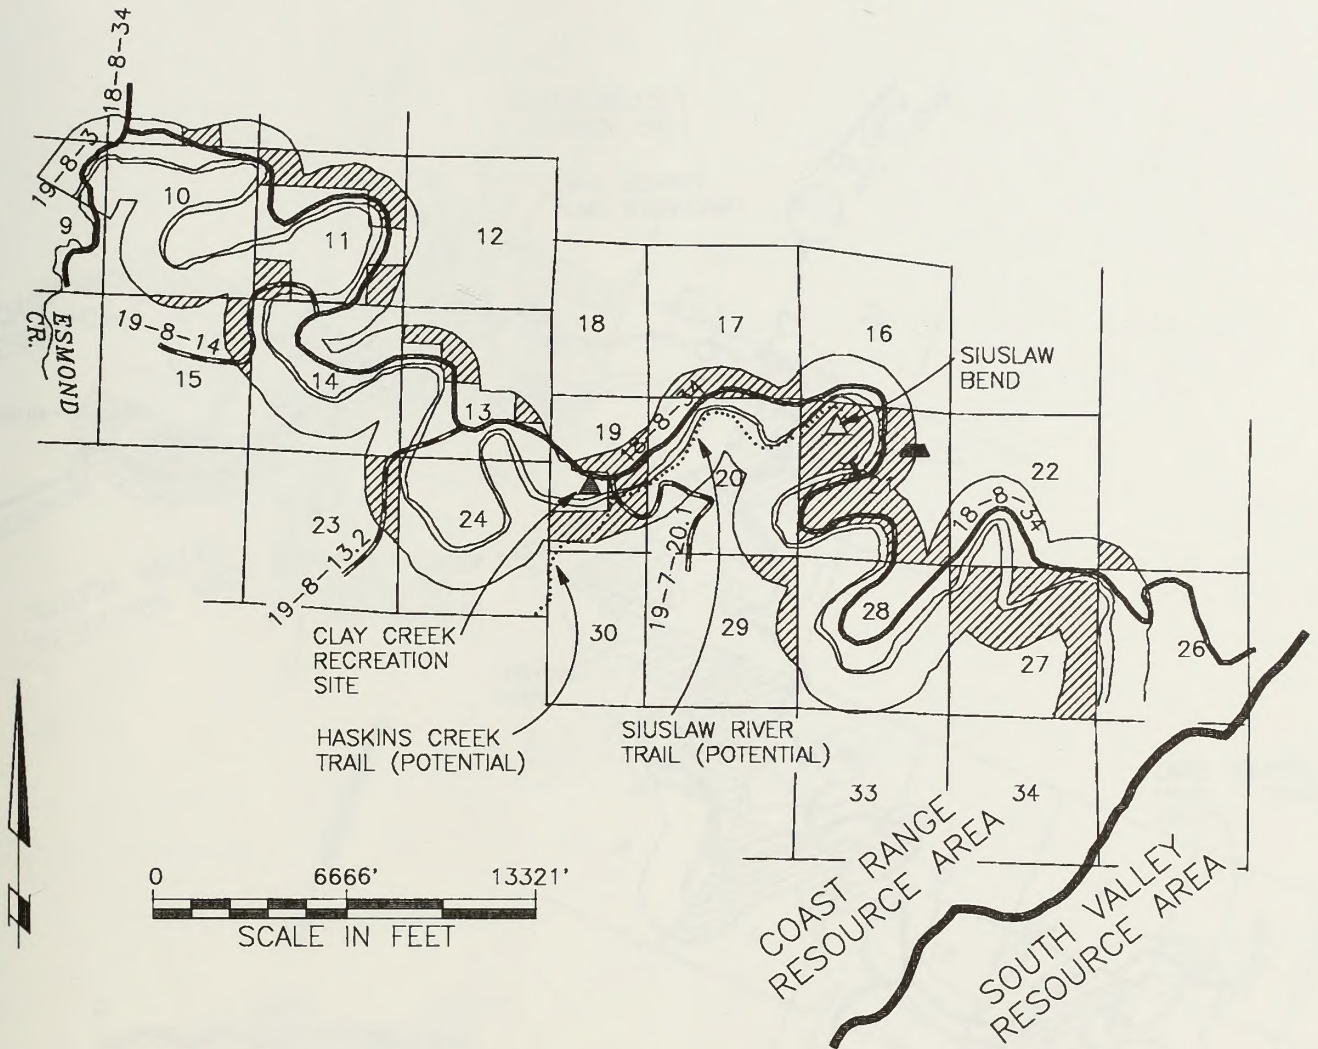 18-8-34
19-8-3
10
9
11
12
ESMOND
CR.
19-8-14
15
14
13
18
17
16
SIUSLAW
BEND
19
18-8-34
20
22
18-8-34
23
24
19-8-13.2
19-7-20.1
30
29
28
27
26
CLAY CREEK
RECREATION
SITE
HASKINS CREEK
TRAIL (POTENTIAL)
SIUSLAW RIVER
TRAIL (POTENTIAL)
33
34
0 6666' 13321'
SCALE IN FEET
COAST RANGE
RESOURCE AREA
SOUTH VALLEY
RESOURCE AREA